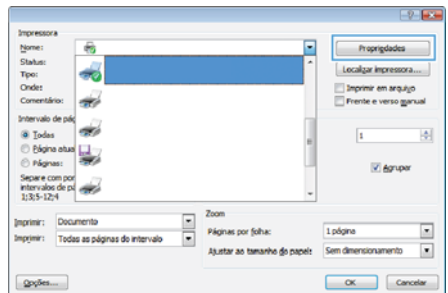 Impressora
Nome:
Propriedades
Status:
Localizar impressora...
Tipo:
Onde:
Imprimir em arquivo
Comentário:
Frente e verso manual
Intervalo de pág
Todas
1
Página atua
Páginas:
Agrupar
Separe com por
intervalos de pá
1;3;5-12;4
Imprimir: Documento
Imprimir: Todas as páginas do intervalo
Zoom
Páginas por folha: 1 página
Ajustar ao tamanho do papel: Sem dimensionamento
Opções...
OK
Cancelar